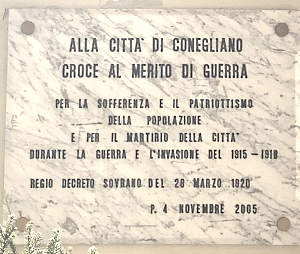 ALLA CITTA' DI CONEGLIANO
CROCE AL MERITO DI GUERRA
PER LA SOFFERENZA E IL PATRIOTTISMO
DELLA POPOLAZIONE
E PER IL MARTIRIO DELLA CITTA'
DURANTE LA GUERRA E L'INVASIONE DEL 1915-1918
REGIO DECRETO SOVRANO DEL 28 MARZO 1920
P. 4 NOVEMBRE 2005